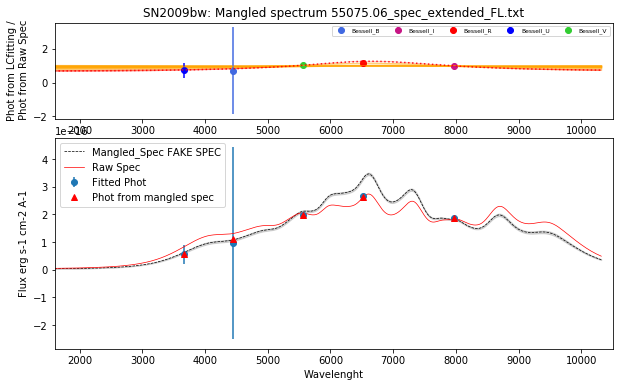 SN2009bw: Mangled spectrum 55075.06_spec_extended_FL.txt
Phot from LCfitting /
Phot from Raw Spec
Bessell_B Bessell_I Bessell_R Bessell_U Bessell_V
2
0
−2
2000 3000 4000 5000 6000 7000 8000 9000 10000
Mangled_Spec FAKE SPEC
Raw Spec
Fitted Phot
Phot from mangled spec
Flux erg s-1 cm-2 A-1
4
3
2
1
0
−1
−2
2000 3000 4000 5000 6000 7000 8000 9000 10000
Wavelenght